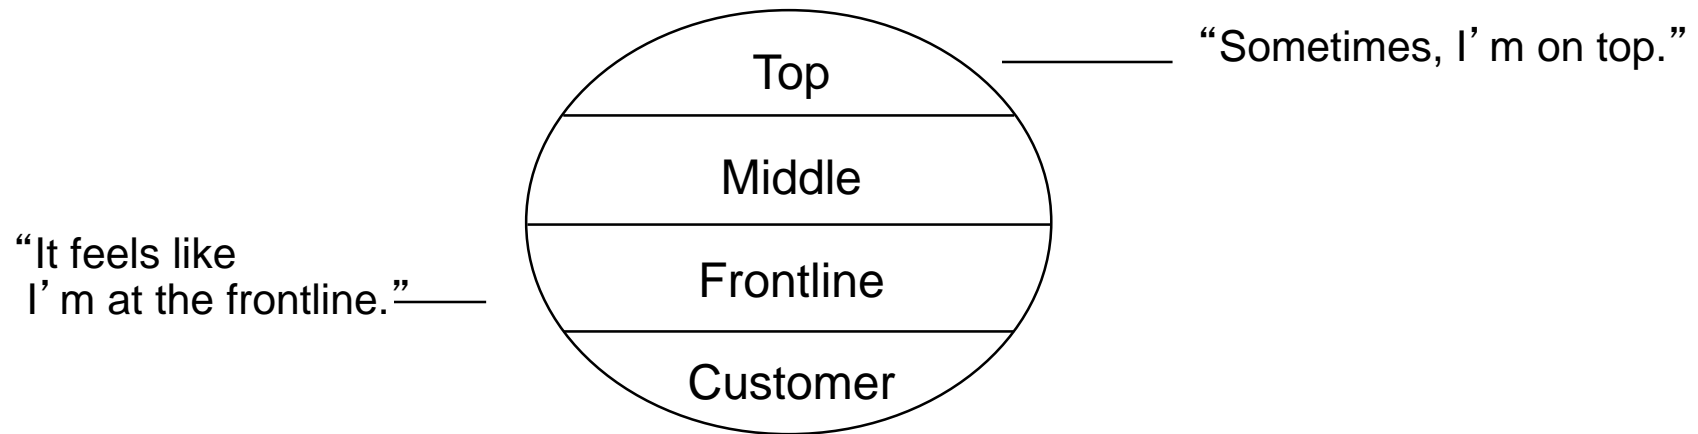 Top
“Sometimes, I’m on top.”
Middle
“It feels like
I’m at the frontline.”
Frontline
Customer